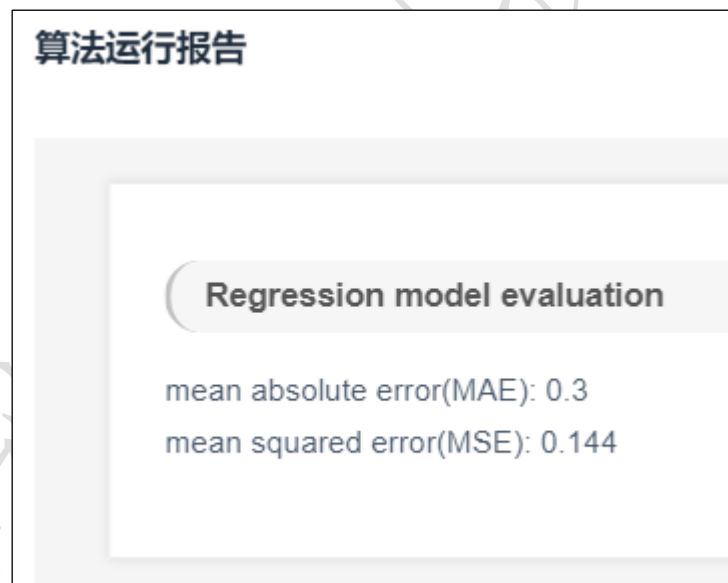 算法运行报告
Regression model evaluation
mean absolute error(MAE): 0.3
mean squared error(MSE): 0.144